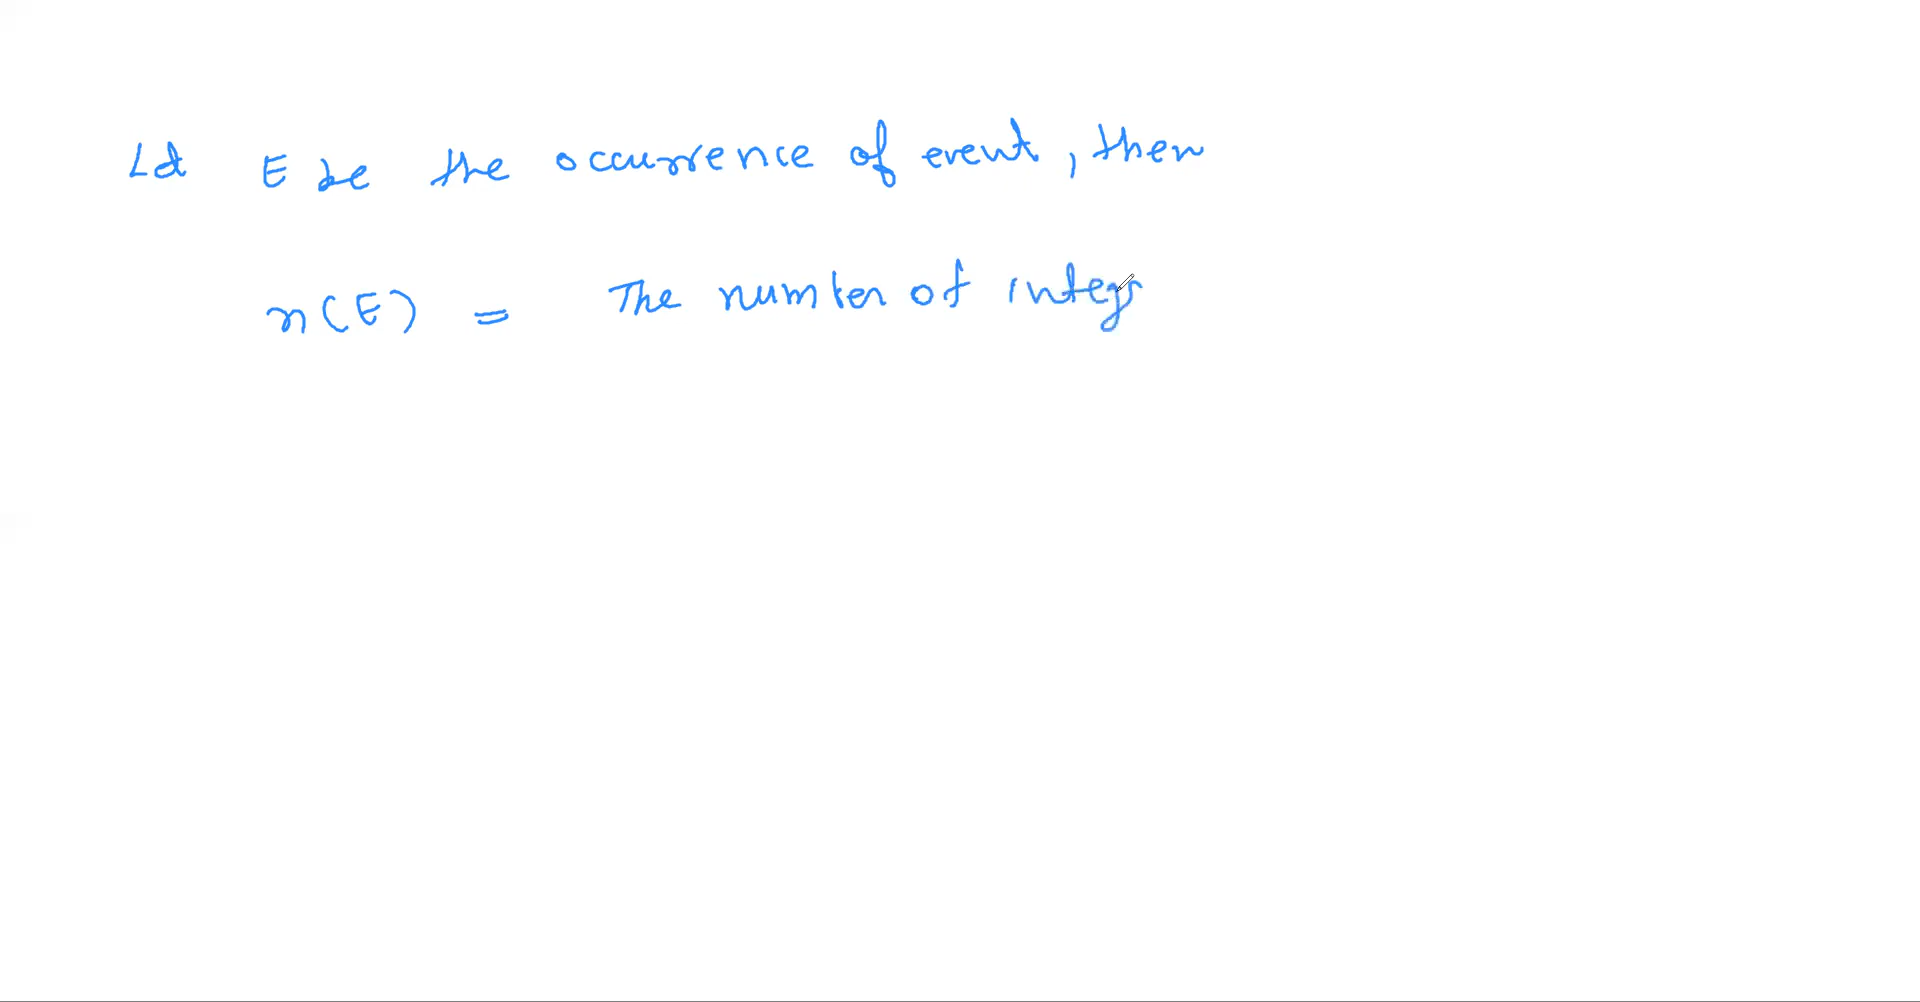 Let E be the occurrence of event, then
n(E) = The number of integ